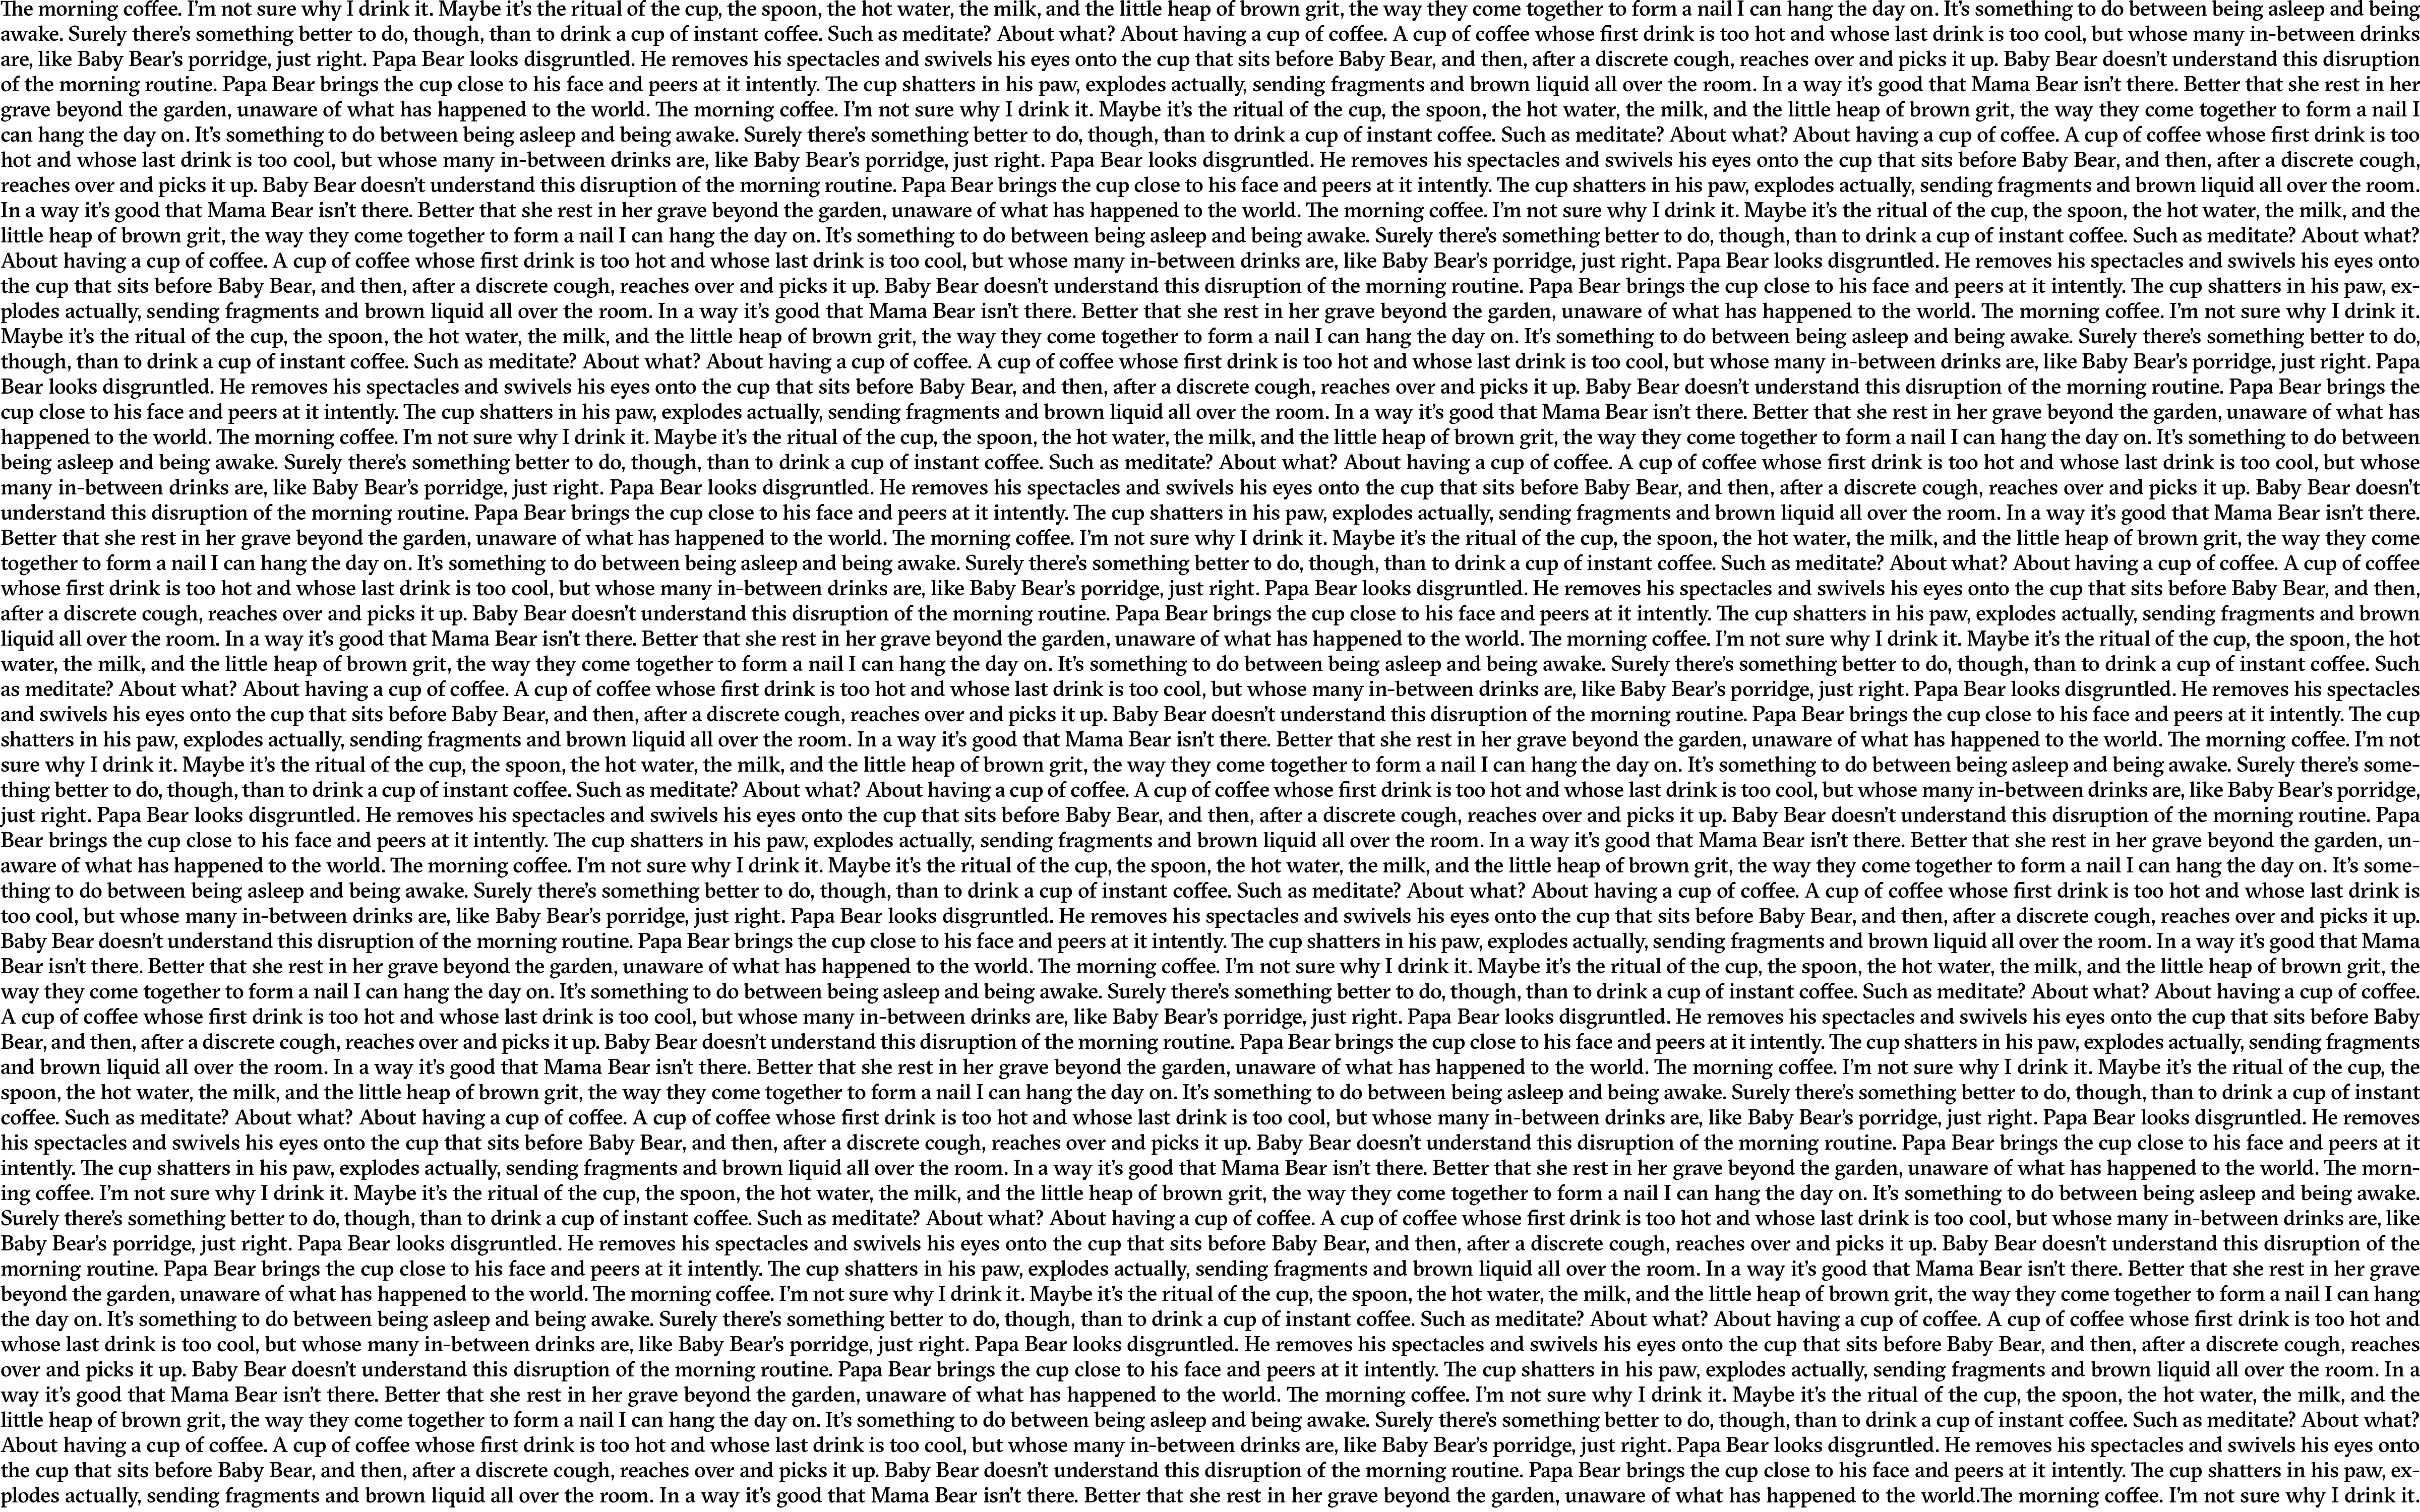 The morning coffee. I’m not sure why I drink it. Maybe it’s the ritual of the cup, the spoon, the hot water, the milk, and the little heap of brown grit, the way they come together to form a nail I can hang the day on. It’s something to do between being asleep and being
awake. Surely there’s something better to do, though, than to drink a cup of instant coffee. Such as meditate? About what? About having a cup of coffee. A cup of coffee whose first drink is too hot and whose last drink is too cool, but whose many in-between drinks
are, like Baby Bear’s porridge, just right. Papa Bear looks disgruntled. He removes his spectacles and swivels his eyes onto the cup that sits before Baby Bear, and then, after a discrete cough, reaches over and picks it up. Baby Bear doesn’t understand this disruption
of the morning routine. Papa Bear brings the cup close to his face and peers at it intently. The cup shatters in his paw, explodes actually, sending fragments and brown liquid all over the room. In a way it’s good that Mama Bear isn’t there. Better that she rest in her
grave beyond the garden, unaware of what has happened to the world. The morning coffee. I’m not sure why I drink it. Maybe it’s the ritual of the cup, the spoon, the hot water, the milk, and the little heap of brown grit, the way they come together to form a nail I
can hang the day on. It’s something to do between being asleep and being awake. Surely there’s something better to do, though, than to drink a cup of instant coffee. Such as meditate? About what? About having a cup of coffee. A cup of coffee whose first drink is too
hot and whose last drink is too cool, but whose many in-between drinks are, like Baby Bear’s porridge, just right. Papa Bear looks disgruntled. He removes his spectacles and swivels his eyes onto the cup that sits before Baby Bear, and then, after a discrete cough,
reaches over and picks it up. Baby Bear doesn’t understand this disruption of the morning routine. Papa Bear brings the cup close to his face and peers at it intently. The cup shatters in his paw, explodes actually, sending fragments and brown liquid all over the room.
In a way it’s good that Mama Bear isn’t there. Better that she rest in her grave beyond the garden, unaware of what has happened to the world. The morning coffee. I’m not sure why I drink it. Maybe it’s the ritual of the cup, the spoon, the hot water, the milk, and the
little heap of brown grit, the way they come together to form a nail I can hang the day on. It’s something to do between being asleep and being awake. Surely there’s something better to do, though, than to drink a cup of instant coffee. Such as meditate? About what?
About having a cup of coffee. A cup of coffee whose first drink is too hot and whose last drink is too cool, but whose many in-between drinks are, like Baby Bear’s porridge, just right. Papa Bear looks disgruntled. He removes his spectacles and swivels his eyes onto
the cup that sits before Baby Bear, and then, after a discrete cough, reaches over and picks it up. Baby Bear doesn’t understand this disruption of the morning routine. Papa Bear brings the cup close to his face and peers at it intently. The cup shatters in his paw, ex-
plodes actually, sending fragments and brown liquid all over the room. In a way it’s good that Mama Bear isn’t there. Better that she rest in her grave beyond the garden, unaware of what has happened to the world. The morning coffee. I’m not sure why I drink it.
Maybe it’s the ritual of the cup, the spoon, the hot water, the milk, and the little heap of brown grit, the way they come together to form a nail I can hang the day on. It’s something to do between being asleep and being awake. Surely there’s something better to do,
though, than to drink a cup of instant coffee. Such as meditate? About what? About having a cup of coffee. A cup of coffee whose first drink is too hot and whose last drink is too cool, but whose many in-between drinks are, like Baby Bear’s porridge, just right. Papa
Bear looks disgruntled. He removes his spectacles and swivels his eyes onto the cup that sits before Baby Bear, and then, after a discrete cough, reaches over and picks it up. Baby Bear doesn’t understand this disruption of the morning routine. Papa Bear brings the
cup close to his face and peers at it intently. The cup shatters in his paw, explodes actually, sending fragments and brown liquid all over the room. In a way it’s good that Mama Bear isn’t there. Better that she rest in her grave beyond the garden, unaware of what has
happened to the world. The morning coffee. I’m not sure why I drink it. Maybe it’s the ritual of the cup, the spoon, the hot water, the milk, and the little heap of brown grit, the way they come together to form a nail I can hang the day on. It’s something to do between
being asleep and being awake. Surely there’s something better to do, though, than to drink a cup of instant coffee. Such as meditate? About what? About having a cup of coffee. A cup of coffee whose first drink is too hot and whose last drink is too cool, but whose
many in-between drinks are, like Baby Bear’s porridge, just right. Papa Bear looks disgruntled. He removes his spectacles and swivels his eyes onto the cup that sits before Baby Bear, and then, after a discrete cough, reaches over and picks it up. Baby Bear doesn’t
understand this disruption of the morning routine. Papa Bear brings the cup close to his face and peers at it intently. The cup shatters in his paw, explodes actually, sending fragments and brown liquid all over the room. In a way it’s good that Mama Bear isn’t there.
Better that she rest in her grave beyond the garden, unaware of what has happened to the world. The morning coffee. I’m not sure why I drink it. Maybe it’s the ritual of the cup, the spoon, the hot water, the milk, and the little heap of brown grit, the way they come
together to form a nail I can hang the day on. It’s something to do between being asleep and being awake. Surely there’s something better to do, though, than to drink a cup of instant coffee. Such as meditate? About what? About having a cup of coffee. A cup of coffee
whose first drink is too hot and whose last drink is too cool, but whose many in-between drinks are, like Baby Bear’s porridge, just right. Papa Bear looks disgruntled. He removes his spectacles and swivels his eyes onto the cup that sits before Baby Bear, and then,
after a discrete cough, reaches over and picks it up. Baby Bear doesn’t understand this disruption of the morning routine. Papa Bear brings the cup close to his face and peers at it intently. The cup shatters in his paw, explodes actually, sending fragments and brown
liquid all over the room. In a way it’s good that Mama Bear isn’t there. Better that she rest in her grave beyond the garden, unaware of what has happened to the world. The morning coffee. I’m not sure why I drink it. Maybe it’s the ritual of the cup, the spoon, the hot
water, the milk, and the little heap of brown grit, the way they come together to form a nail I can hang the day on. It’s something to do between being asleep and being awake. Surely there’s something better to do, though, than to drink a cup of instant coffee. Such
as meditate? About what? About having a cup of coffee. A cup of coffee whose first drink is too hot and whose last drink is too cool, but whose many in-between drinks are, like Baby Bear’s porridge, just right. Papa Bear looks disgruntled. He removes his spectacles
and swivels his eyes onto the cup that sits before Baby Bear, and then, after a discrete cough, reaches over and picks it up. Baby Bear doesn’t understand this disruption of the morning routine. Papa Bear brings the cup close to his face and peers at it intently. The cup
shatters in his paw, explodes actually, sending fragments and brown liquid all over the room. In a way it’s good that Mama Bear isn’t there. Better that she rest in her grave beyond the garden, unaware of what has happened to the world. The morning coffee. I’m not
sure why I drink it. Maybe it’s the ritual of the cup, the spoon, the hot water, the milk, and the little heap of brown grit, the way they come together to form a nail I can hang the day on. It’s something to do between being asleep and being awake. Surely there’s some-
thing better to do, though, than to drink a cup of instant coffee. Such as meditate? About what? About having a cup of coffee. A cup of coffee whose first drink is too hot and whose last drink is too cool, but whose many in-between drinks are, like Baby Bear’s porridge,
just right. Papa Bear looks disgruntled. He removes his spectacles and swivels his eyes onto the cup that sits before Baby Bear, and then, after a discrete cough, reaches over and picks it up. Baby Bear doesn’t understand this disruption of the morning routine. Papa
Bear brings the cup close to his face and peers at it intently. The cup shatters in his paw, explodes actually, sending fragments and brown liquid all over the room. In a way it’s good that Mama Bear isn’t there. Better that she rest in her grave beyond the garden, un-
aware of what has happened to the world. The morning coffee. I’m not sure why I drink it. Maybe it’s the ritual of the cup, the spoon, the hot water, the milk, and the little heap of brown grit, the way they come together to form a nail I can hang the day on. It’s some-
thing to do between being asleep and being awake. Surely there’s something better to do, though, than to drink a cup of instant coffee. Such as meditate? About what? About having a cup of coffee. A cup of coffee whose first drink is too hot and whose last drink is
too cool, but whose many in-between drinks are, like Baby Bear’s porridge, just right. Papa Bear looks disgruntled. He removes his spectacles and swivels his eyes onto the cup that sits before Baby Bear, and then, after a discrete cough, reaches over and picks it up.
Baby Bear doesn’t understand this disruption of the morning routine. Papa Bear brings the cup close to his face and peers at it intently. The cup shatters in his paw, explodes actually, sending fragments and brown liquid all over the room. In a way it’s good that Mama
Bear isn’t there. Better that she rest in her grave beyond the garden, unaware of what has happened to the world. The morning coffee. I’m not sure why I drink it. Maybe it’s the ritual of the cup, the spoon, the hot water, the milk, and the little heap of brown grit, the
way they come together to form a nail I can hang the day on. It’s something to do between being asleep and being awake. Surely there’s something better to do, though, than to drink a cup of instant coffee. Such as meditate? About what? About having a cup of coffee.
A cup of coffee whose first drink is too hot and whose last drink is too cool, but whose many in-between drinks are, like Baby Bear’s porridge, just right. Papa Bear looks disgruntled. He removes his spectacles and swivels his eyes onto the cup that sits before Baby
Bear, and then, after a discrete cough, reaches over and picks it up. Baby Bear doesn’t understand this disruption of the morning routine. Papa Bear brings the cup close to his face and peers at it intently. The cup shatters in his paw, explodes actually, sending fragments
and brown liquid all over the room. In a way it’s good that Mama Bear isn’t there. Better that she rest in her grave beyond the garden, unaware of what has happened to the world. The morning coffee. I’m not sure why I drink it. Maybe it’s the ritual of the cup, the
spoon, the hot water, the milk, and the little heap of brown grit, the way they come together to form a nail I can hang the day on. It’s something to do between being asleep and being awake. Surely there’s something better to do, though, than to drink a cup of instant
coffee. Such as meditate? About what? About having a cup of coffee. A cup of coffee whose first drink is too hot and whose last drink is too cool, but whose many in-between drinks are, like Baby Bear’s porridge, just right. Papa Bear looks disgruntled. He removes
his spectacles and swivels his eyes onto the cup that sits before Baby Bear, and then, after a discrete cough, reaches over and picks it up. Baby Bear doesn’t understand this disruption of the morning routine. Papa Bear brings the cup close to his face and peers at it
intently. The cup shatters in his paw, explodes actually, sending fragments and brown liquid all over the room. In a way it’s good that Mama Bear isn’t there. Better that she rest in her grave beyond the garden, unaware of what has happened to the world. The morn-
ing coffee. I’m not sure why I drink it. Maybe it’s the ritual of the cup, the spoon, the hot water, the milk, and the little heap of brown grit, the way they come together to form a nail I can hang the day on. It’s something to do between being asleep and being awake.
Surely there’s something better to do, though, than to drink a cup of instant coffee. Such as meditate? About what? About having a cup of coffee. A cup of coffee whose first drink is too hot and whose last drink is too cool, but whose many in-between drinks are, like
Baby Bear’s porridge, just right. Papa Bear looks disgruntled. He removes his spectacles and swivels his eyes onto the cup that sits before Baby Bear, and then, after a discrete cough, reaches over and picks it up. Baby Bear doesn’t understand this disruption of the
morning routine. Papa Bear brings the cup close to his face and peers at it intently. The cup shatters in his paw, explodes actually, sending fragments and brown liquid all over the room. In a way it’s good that Mama Bear isn’t there. Better that she rest in her grave
beyond the garden, unaware of what has happened to the world. The morning coffee. I’m not sure why I drink it. Maybe it’s the ritual of the cup, the spoon, the hot water, the milk, and the little heap of brown grit, the way they come together to form a nail I can hang
the day on. It’s something to do between being asleep and being awake. Surely there’s something better to do, though, than to drink a cup of instant coffee. Such as meditate? About what? About having a cup of coffee. A cup of coffee whose first drink is too hot and
whose last drink is too cool, but whose many in-between drinks are, like Baby Bear’s porridge, just right. Papa Bear looks disgruntled. He removes his spectacles and swivels his eyes onto the cup that sits before Baby Bear, and then, after a discrete cough, reaches
over and picks it up. Baby Bear doesn’t understand this disruption of the morning routine. Papa Bear brings the cup close to his face and peers at it intently. The cup shatters in his paw, explodes actually, sending fragments and brown liquid all over the room. In a
way it’s good that Mama Bear isn’t there. Better that she rest in her grave beyond the garden, unaware of what has happened to the world. The morning coffee. I’m not sure why I drink it. Maybe it’s the ritual of the cup, the spoon, the hot water, the milk, and the
little heap of brown grit, the way they come together to form a nail I can hang the day on. It’s something to do between being asleep and being awake. Surely there’s something better to do, though, than to drink a cup of instant coffee. Such as meditate? About what?
About having a cup of coffee. A cup of coffee whose first drink is too hot and whose last drink is too cool, but whose many in-between drinks are, like Baby Bear’s porridge, just right. Papa Bear looks disgruntled. He removes his spectacles and swivels his eyes onto
the cup that sits before Baby Bear, and then, after a discrete cough, reaches over and picks it up. Baby Bear doesn’t understand this disruption of the morning routine. Papa Bear brings the cup close to his face and peers at it intently. The cup shatters in his paw, ex-
plodes actually, sending fragments and brown liquid all over the room. In a way it’s good that Mama Bear isn’t there. Better that she rest in her grave beyond the garden, unaware of what has happened to the world.The morning coffee. I’m not sure why I drink it.